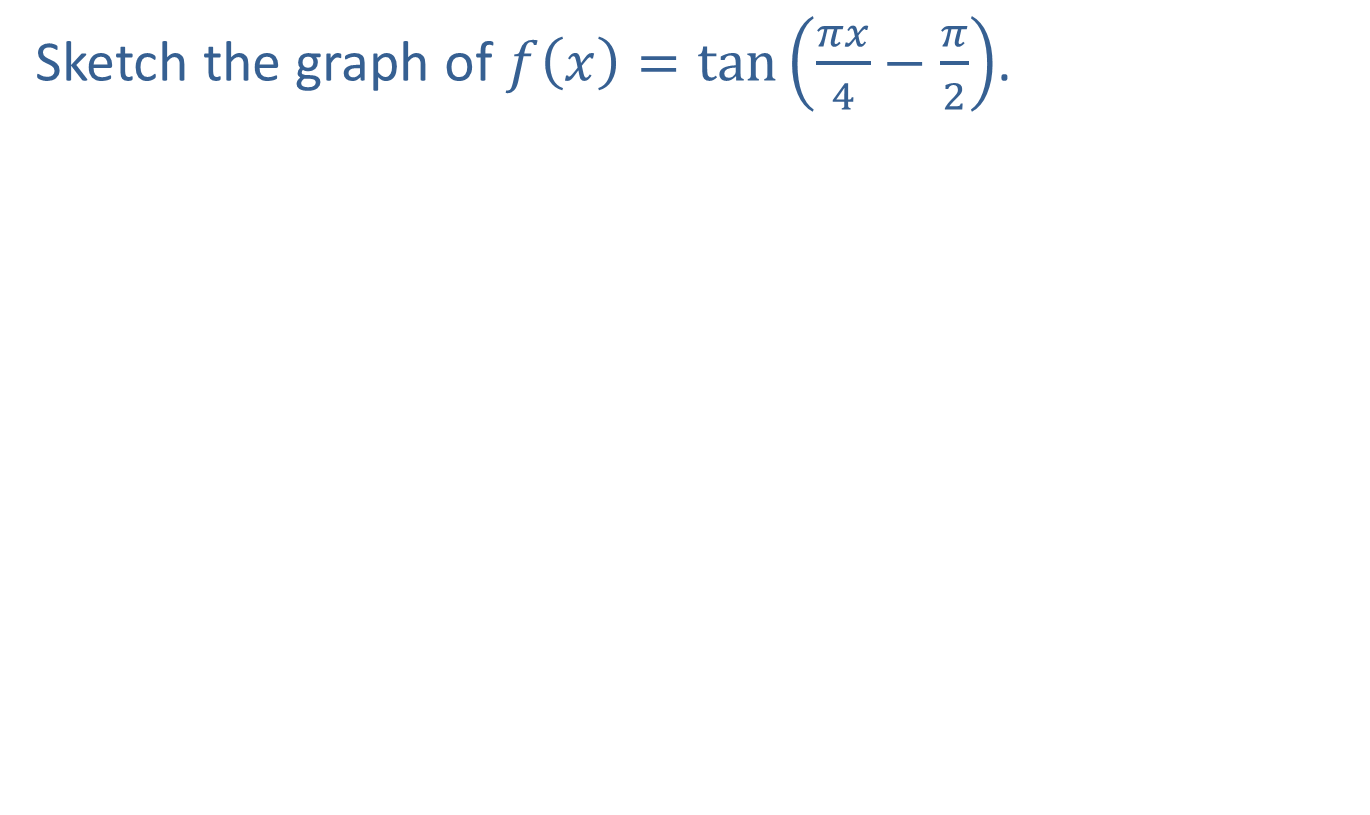 Sketch the graph of 𝑓(𝑥) = tan (𝜋𝑥/4 − 𝜋/2).